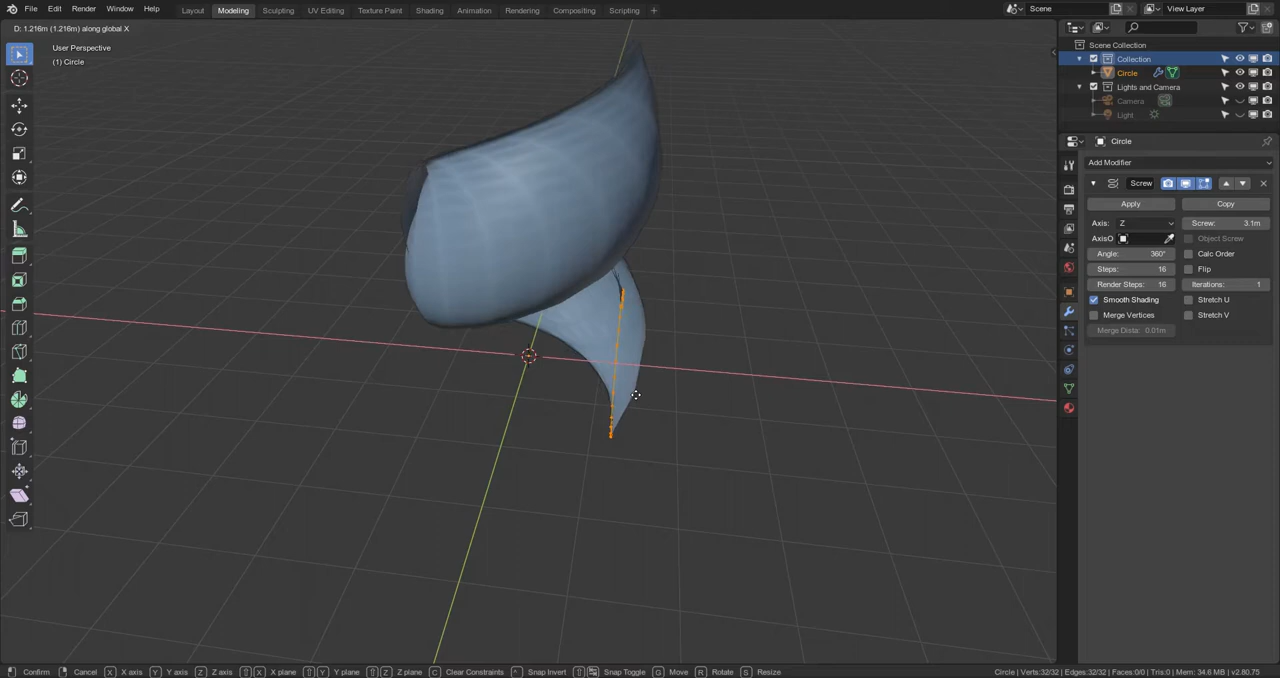 File Edit Render Window Help Layout Modeling Sculpting UV Editing Texture Paint Shading Animation Rendering Compositing Scripting + Scene View Layer
D: 1.216m (1.216m) along global X
User Perspective
(1) Circle
Scene Collection
Collection
Circle
Lights and Camera
Camera
Light
Circle
Add Modifier
Screw
Apply Copy
Axis: Z Screw: 3.1m
AxisO Object Screw
Angle: 360° Calc Order
Steps: 16 Flip
Render Steps: 16 Iterations: 1
Smooth Shading Stretch U
Merge Vertices Stretch V
Merge Dista: 0.01m
Confirm Cancel X X axis Y Y axis Z Z axis X X plane Y Y plane Z Z plane C Clear Constraints Snap Invert Snap Toggle G Move R Rotate S Resize Circle | Verts:32/32 | Edges:32/32 | Faces:0/0 | Tris:0 | Mem: 34.6 MB | v2.80.75